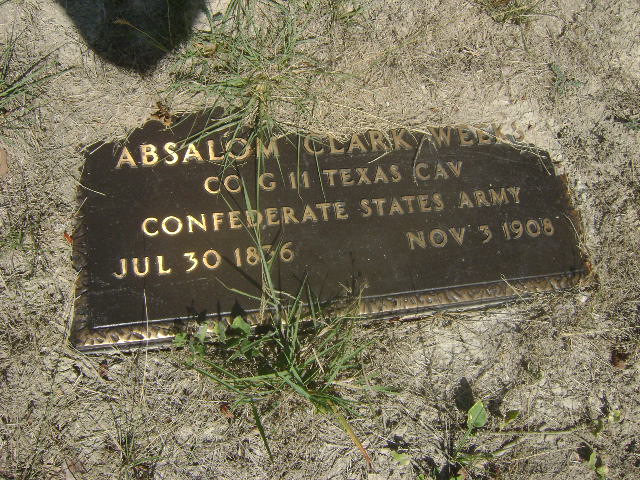 ABSALOM CLARK WEEKS
CO G 11 TEXAS CAV
CONFEDERATE STATES ARMY
JUL 30 1836 NOV 3 1908